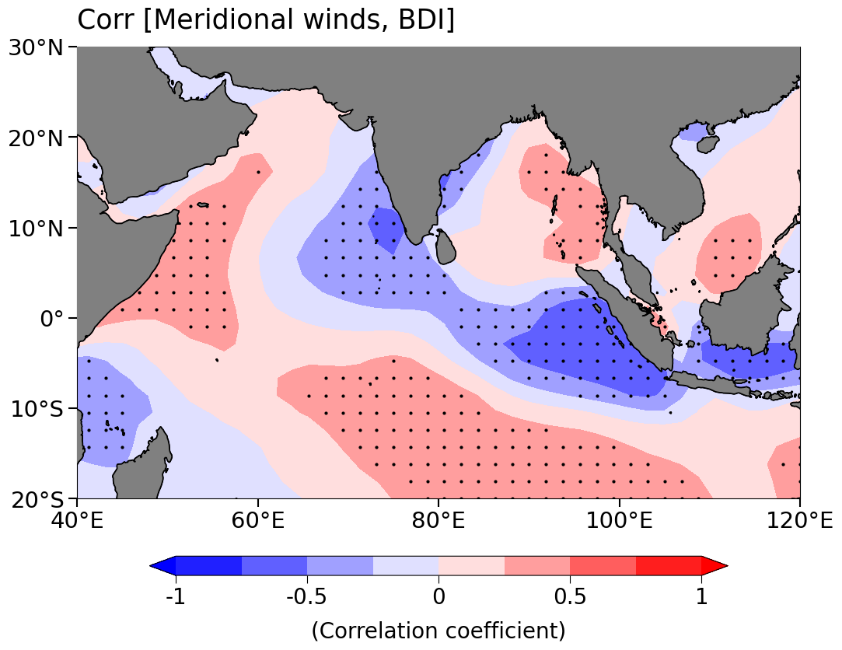 Corr [Meridional winds, BDI]
30°N
20°N
10°N
0°
10°S
20°S
40°E 60°E 80°E 100°E 120°E
-1 -0.5 0 0.5 1
(Correlation coefficient)